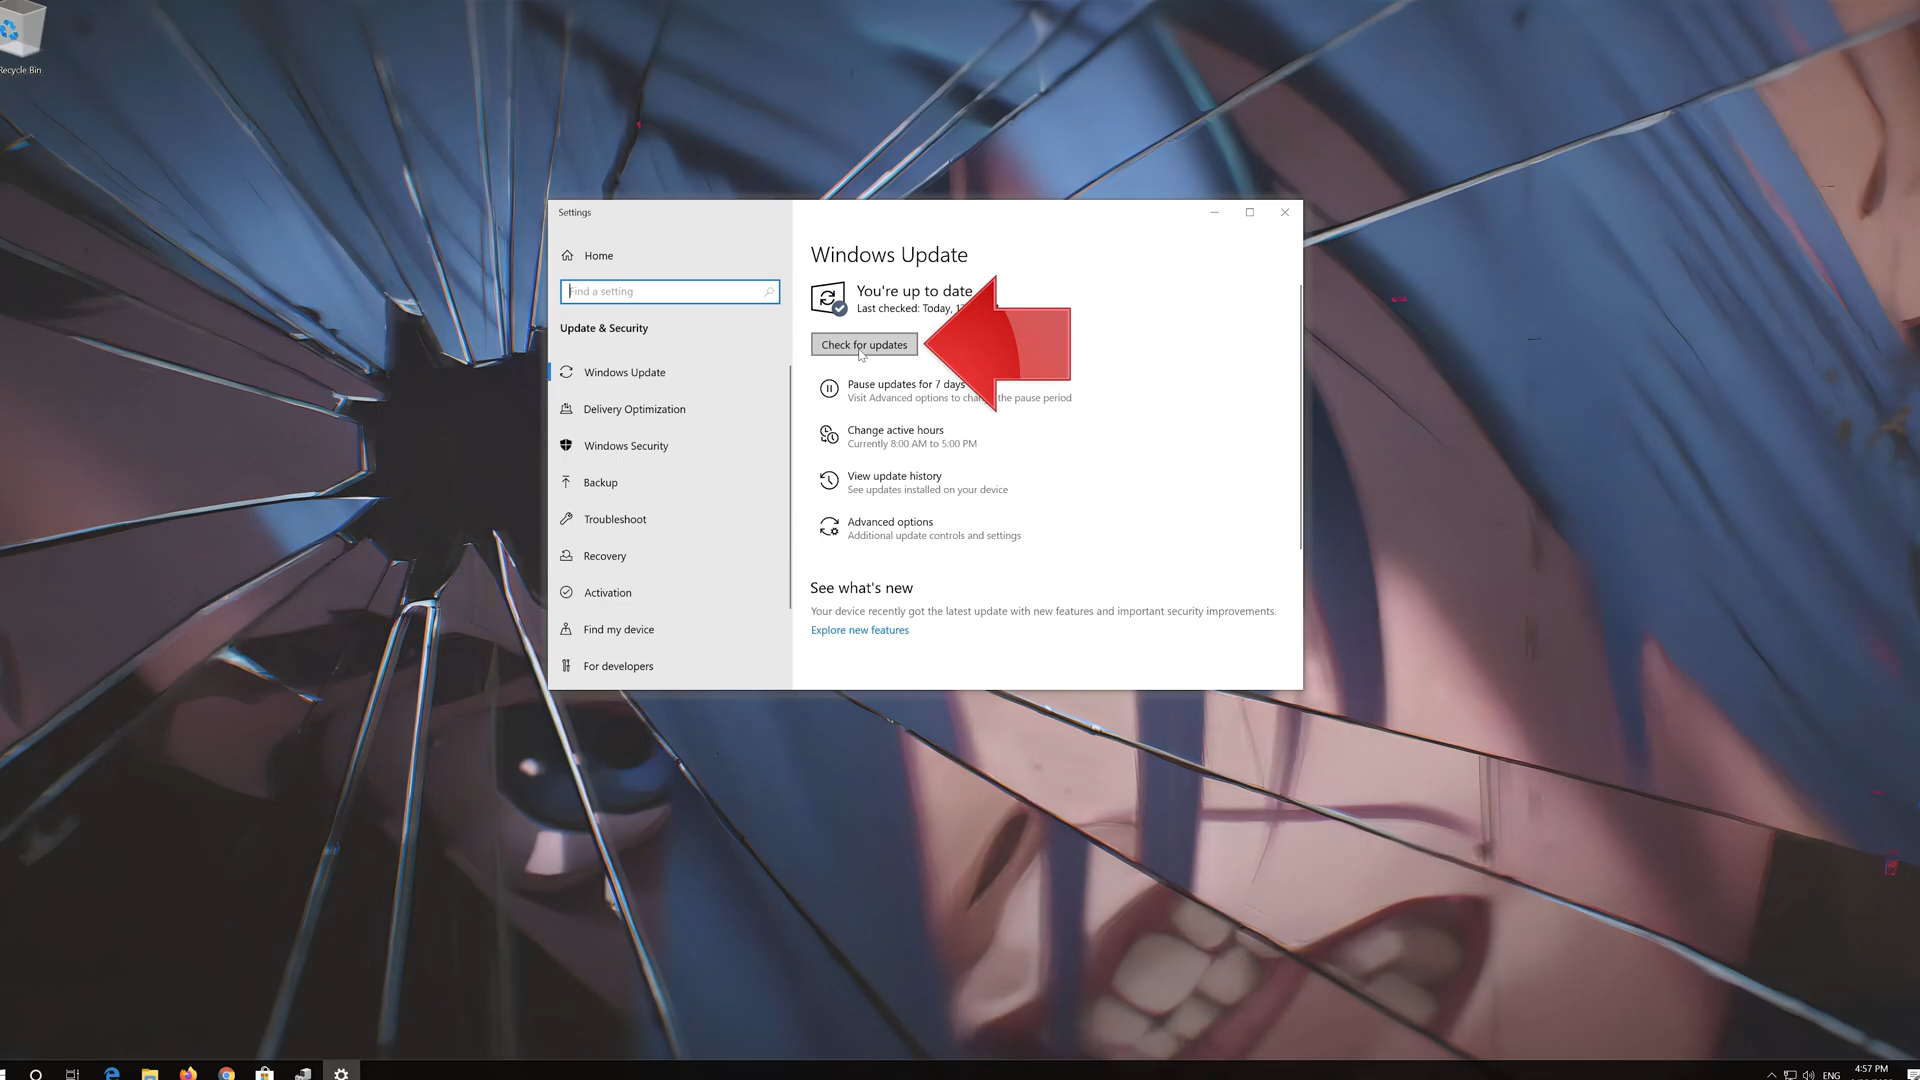 Recycle Bin
Settings
Home
Find a setting
Update & Security
Windows Update
Delivery Optimization
Windows Security
Backup
Troubleshoot
Recovery
Activation
Find my device
For developers
Windows Update
You're up to date
Last checked: Today,
Check for updates
Pause updates for 7 days
Visit Advanced options to the pause period
Change active hours
Currently 8:00 AM to 5:00 PM
View update history
See updates installed on your device
Advanced options
Additional update controls and settings
See what's new
Your device recently got the latest update with new features and important security improvements.
Explore new features
ENG
4:57 PM